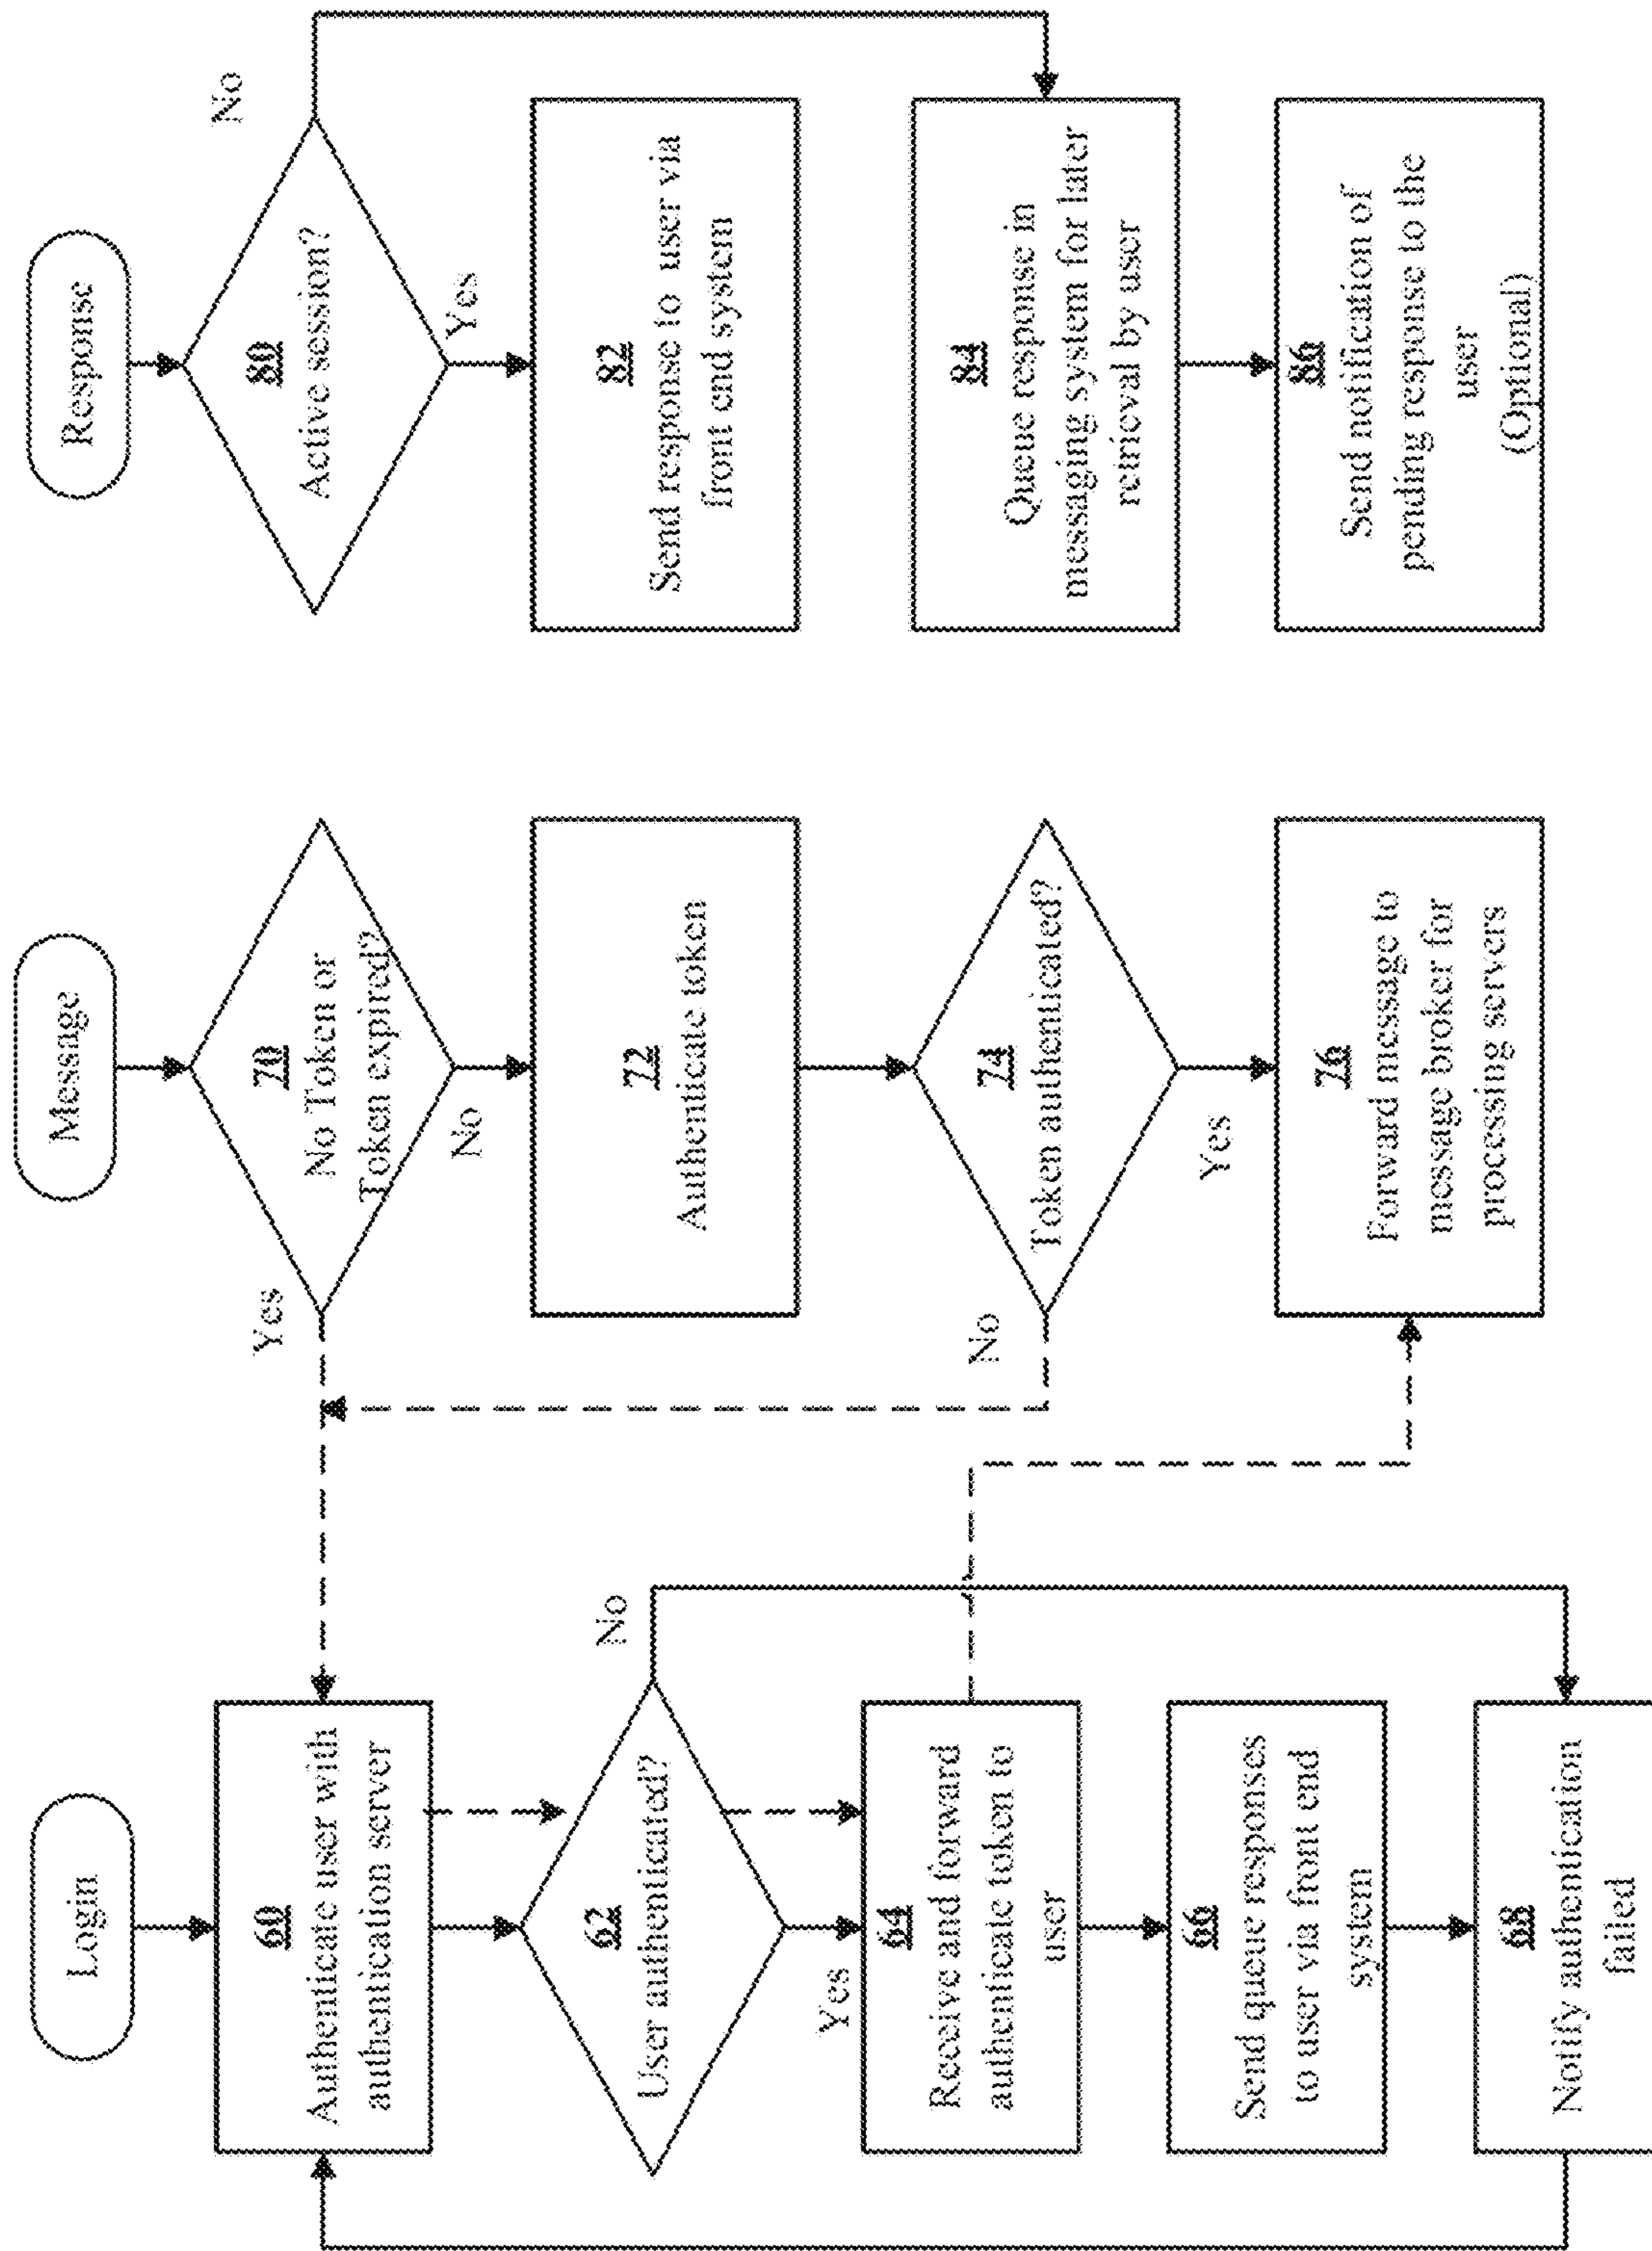 Login
60
Authenticate user with
authentication server
62
User authenticated?
No
Yes
64
Receive and forward
authenticate token to
user
66
Send queue responses
to user via front end
system
68
Notify authentication
failed
Message
70
No Token or
Token expired?
Yes
No
72
Authenticate token
74
Token authenticated?
No
Yes
76
Forward message to
message broker for
processing servers
Response
80
Active session?
No
Yes
82
Send response to user via
front end system
84
Queue response in
messaging system for later
retrieval by user
86
Send notification of
pending response to the
user
(Optional)